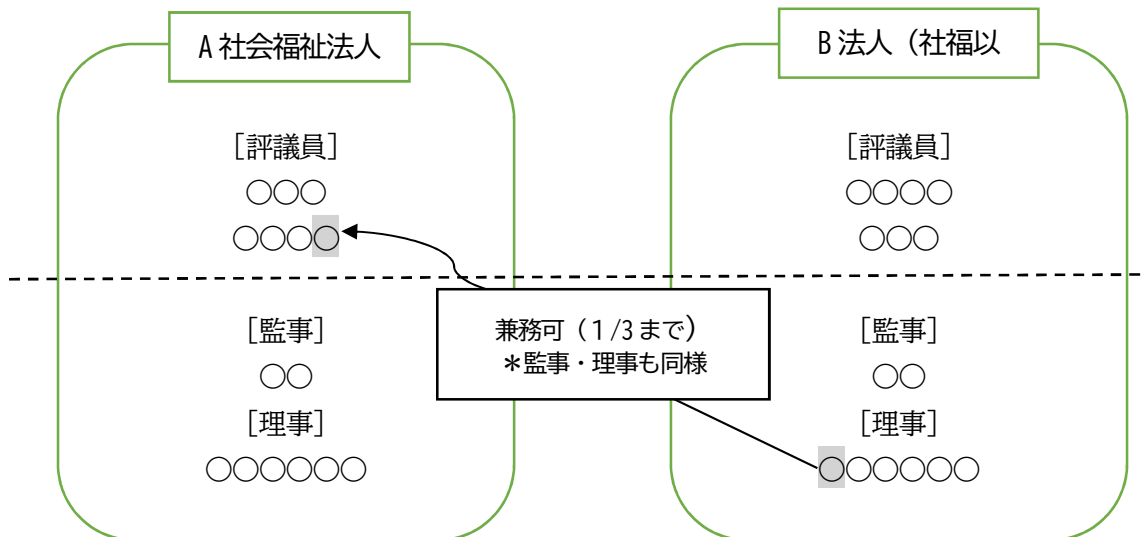 A 社会福祉法人
[評議員]
○○○
○○○○
[監事]
○○
[理事]
○○○○○○
B 法人（社福以
[評議員]
○○○○
○○○
[監事]
○○
[理事]
○○○○○○
兼務可（１/3 まで）
＊監事・理事も同様